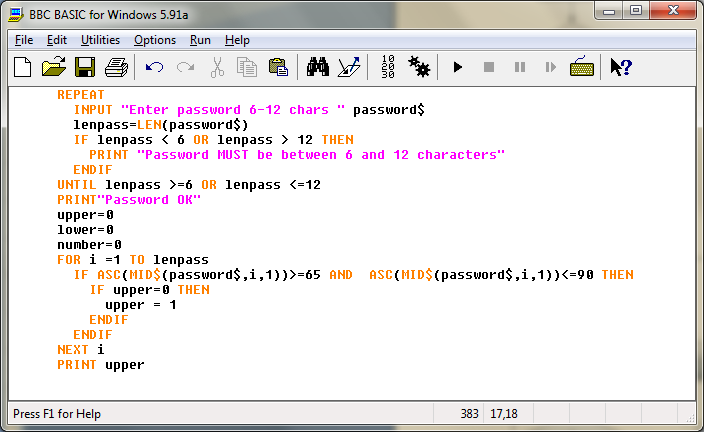 BBC BASIC for Windows 5.91a
File Edit Utilities Options Run Help
10
20
30
REPEAT
INPUT "Enter password 6-12 chars " password$
lenpass=LEN(password$)
IF lenpass < 6 OR lenpass > 12 THEN
PRINT "Password MUST be between 6 and 12 characters"
ENDIF
UNTIL lenpass >=6 OR lenpass <=12
PRINT"Password OK"
upper=0
lower=0
number=0
FOR i =1 TO lenpass
IF ASC(MID$(password$,i,1))>=65 AND  ASC(MID$(password$,i,1))<=90 THEN
IF upper=0 THEN
upper = 1
ENDIF
ENDIF
NEXT i
PRINT upper
Press F1 for Help 383 17,18